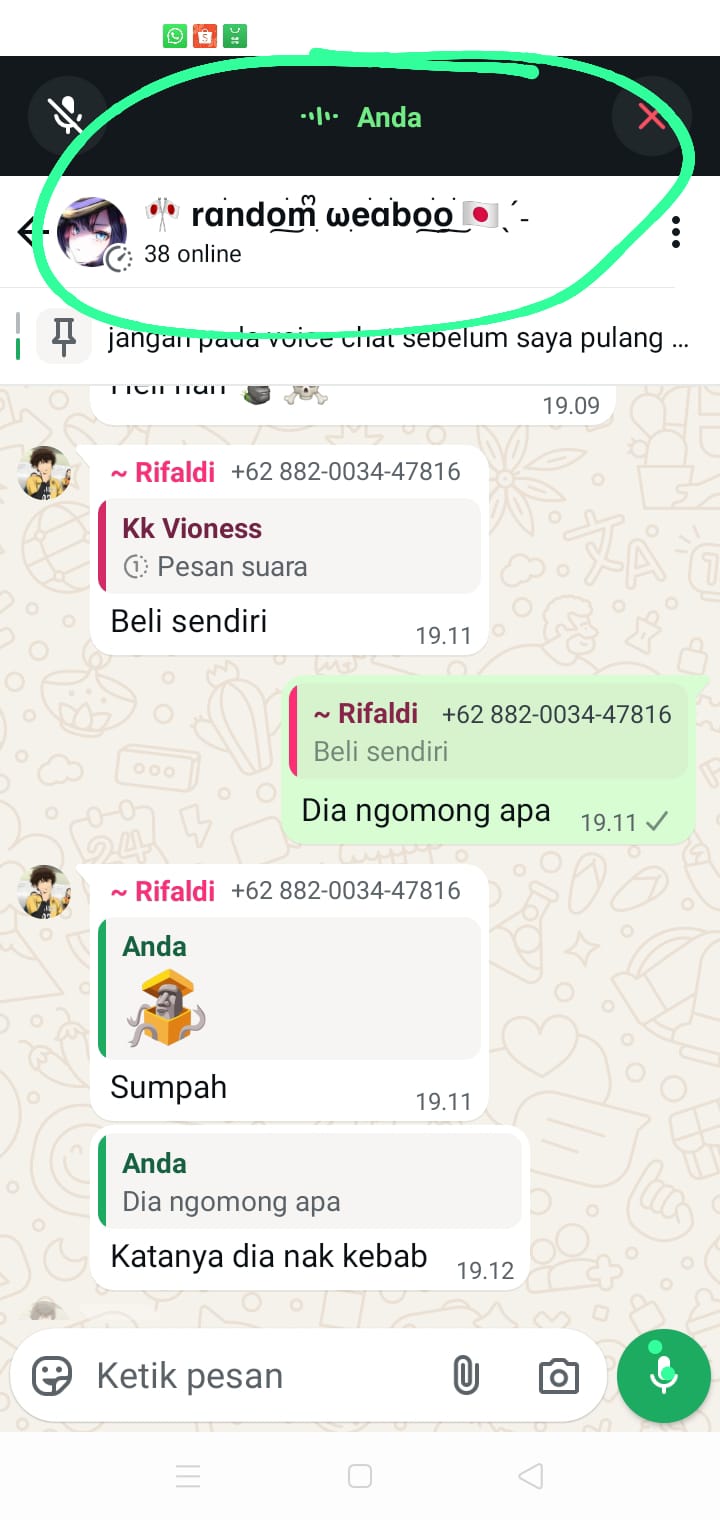 Anda
🎌 random weaboo🇯🇵
38 online
jangan pada voice chat sebelum saya pulang ...
19.09
~ Rifaldi +62 882-0034-47816
Kk Vioness
Pesan suara
Beli sendiri 19.11
~ Rifaldi +62 882-0034-47816
Beli sendiri
Dia ngomong apa 19.11
~ Rifaldi +62 882-0034-47816
Anda
Sumpah 19.11
Anda
Dia ngomong apa
Katanya dia nak kebab 19.12
Ketik pesan